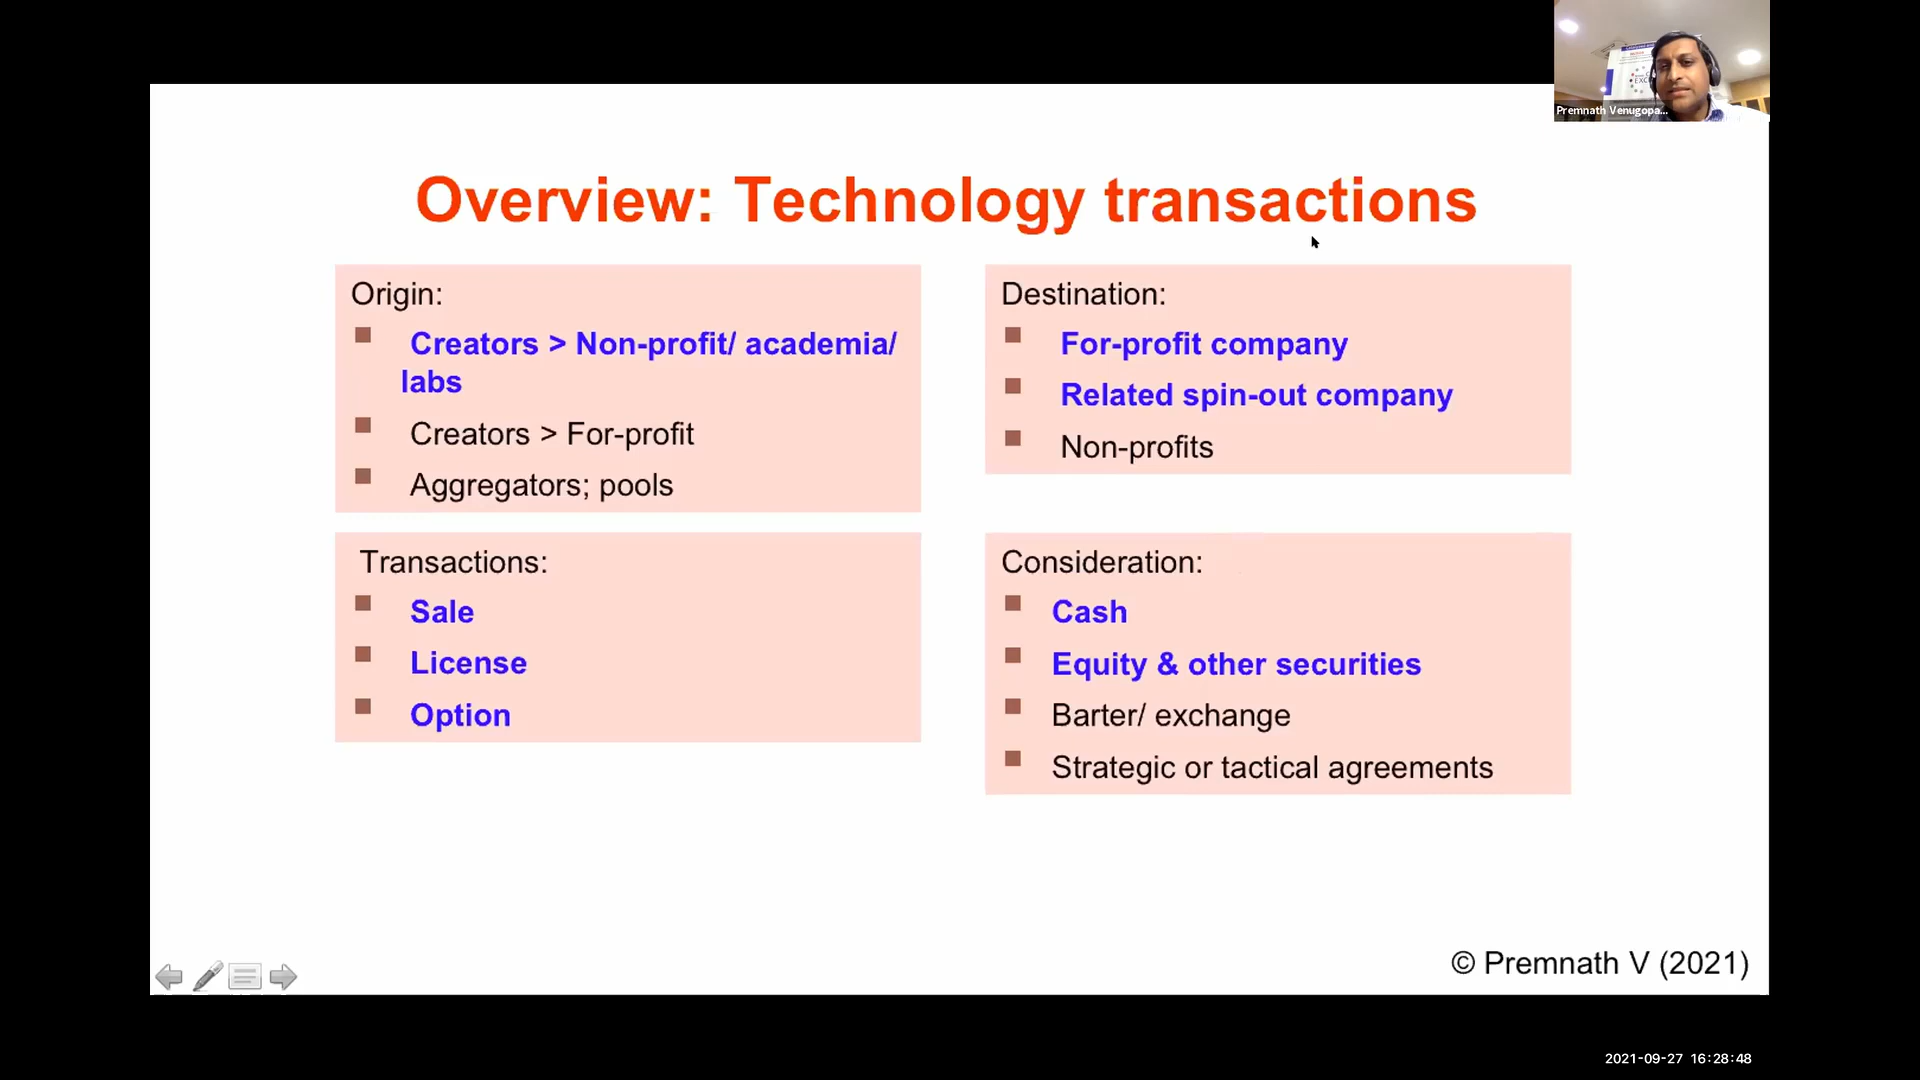 Premnath Venugopa...
Overview: Technology transactions
Origin:
Creators > Non-profit/ academia/
labs
Creators > For-profit
Aggregators; pools
Destination:
For-profit company
Related spin-out company
Non-profits
Transactions:
Sale
License
Option
Consideration:
Cash
Equity & other securities
Barter/ exchange
Strategic or tactical agreements
© Premnath V (2021)
2021-09-27 16:28:48